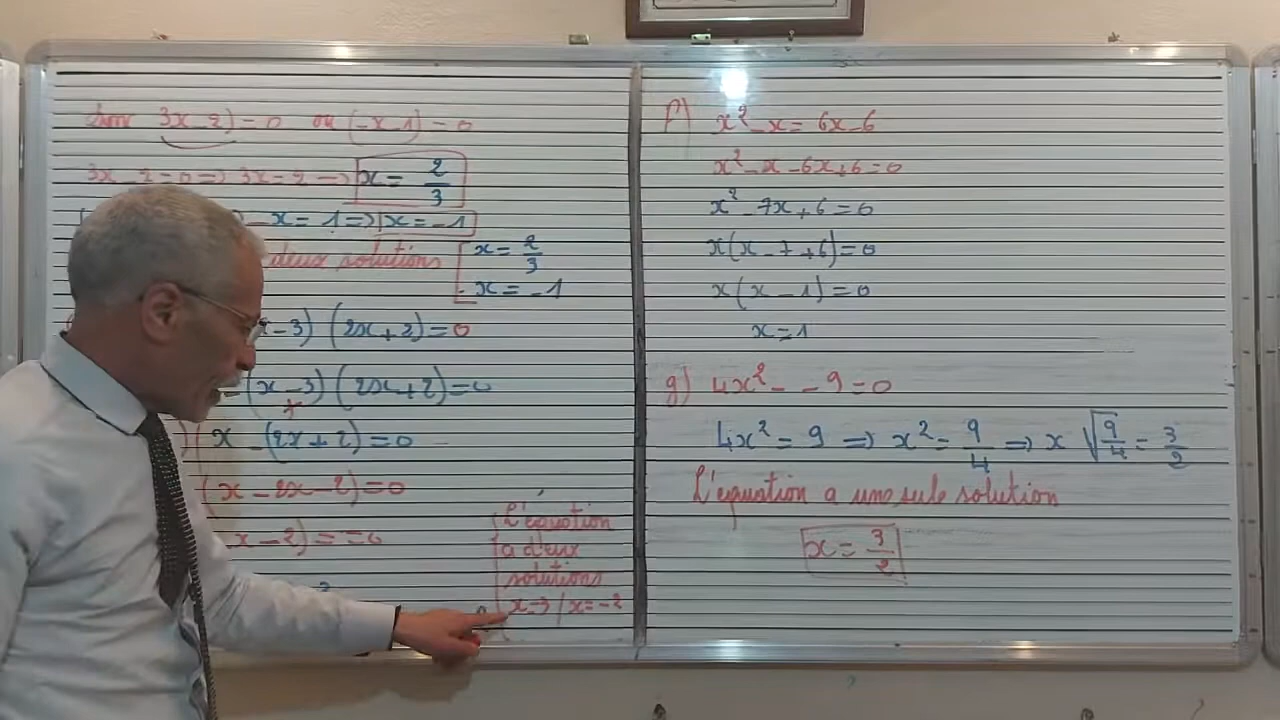 3x - 2) = 0 ou (-x - 1) = 0
3x - 2 = 0 => 3x = 2 => x = 2/3
- x = 1 => x = -1
deux solutions x = 2/3
x = -1
x - 3) (2x + 2) = 0
- (x - 3) (2x + 2) = 0
) (x - (2x + 2) = 0
(x - 2x - 2) = 0
x - 2) = = 0
L'équation
a deux
solutions
x = 3 / x = -2
f) x² - x = 6x - 6
x² - x - 6x + 6 = 0
x² - 7x + 6 = 0
x(x - 7 + 6) = 0
x(x - 1) = 0
x = 1
g) 4x² - - 9 = 0
4x² = 9 => x² = 9/4 => x √9/4 = 3/2
L'équation a une sule solution
x = 3/2